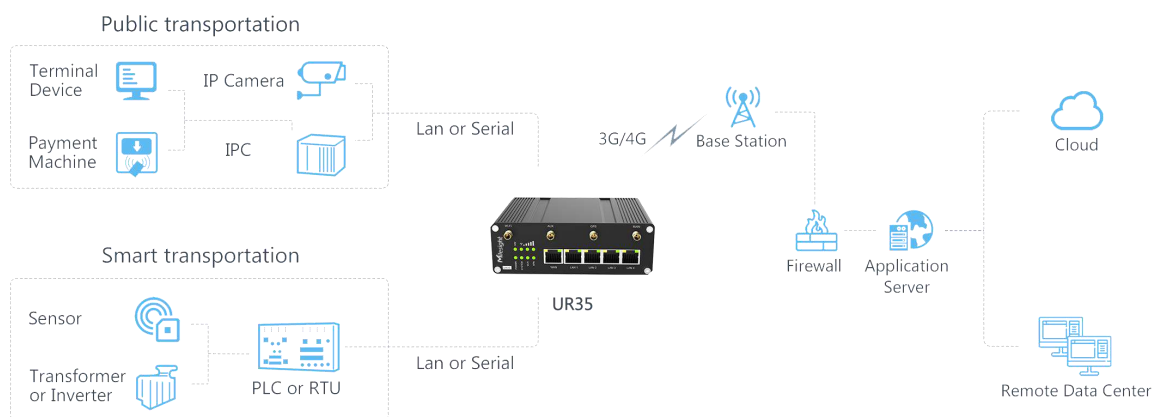 Public transportation
Terminal
Device
IP Camera
Payment
Machine
IPC
Lan or Serial
3G/4G
Base Station
Cloud
Milesight
UR35
Firewall
Application
Server
Smart transportation
Sensor
Transformer
or Inverter
PLC or RTU
Lan or Serial
Remote Data Center